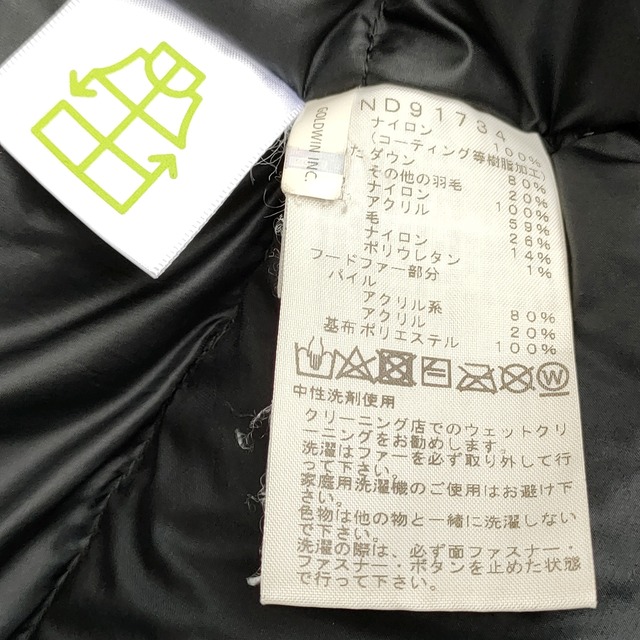 GOLDWIN INC.
ND91734
ナイロン 100%
(コーティング等樹脂加工)
た ダウン 80%
その他の羽毛 20%
ナイロン 100%
アクリル 59%
毛 26%
ナイロン 14%
ポリウレタン 1%
フードファー部分
パイル
アクリル系 80%
アクリル 20%
基布ポリエステル 100%
W
中性洗剤使用
クリーニング店でのウェットクリ
ーニングをお勧めします。
洗濯はファーを必ず取り外して行
って下さい。
家庭用洗濯機のご使用はお避け下
さい。
色物は他の物と一緒に洗濯しない
で下さい。
洗濯の際は、必ず面ファスナー・
ファスナー・ボタンを止めた状態
で行って下さい。